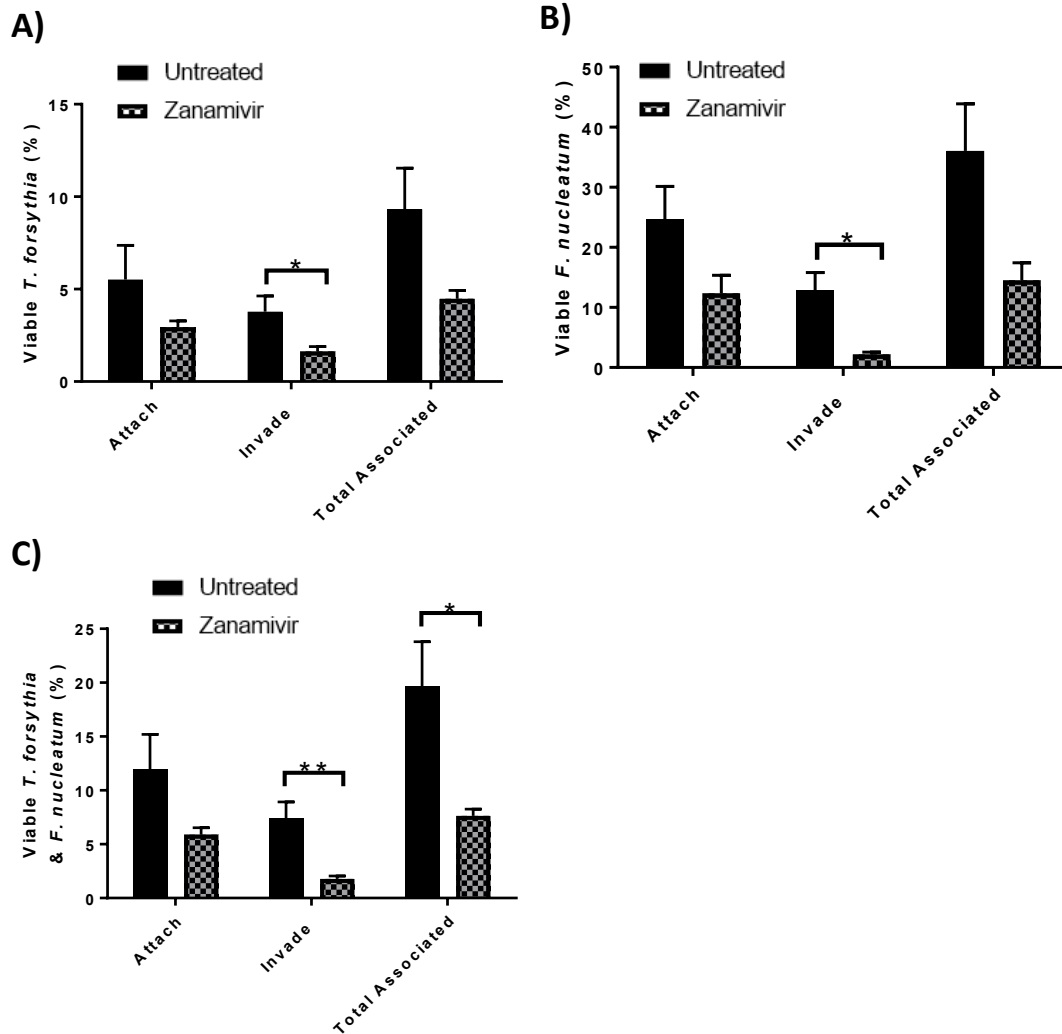 A)
Untreated
Zanamivir
Viable T. forsythia (%)
15
10
5
0
*
Attach
Invade
Total Associated
B)
Untreated
Zanamivir
Viable F. nucleatum (%)
50
40
30
20
10
0
*
Attach
Invade
Total Associated
C)
Untreated
Zanamivir
Viable T. forsythia
& F. nucleatum (%)
25
20
15
10
5
0
**
*
Attach
Invade
Total Associated